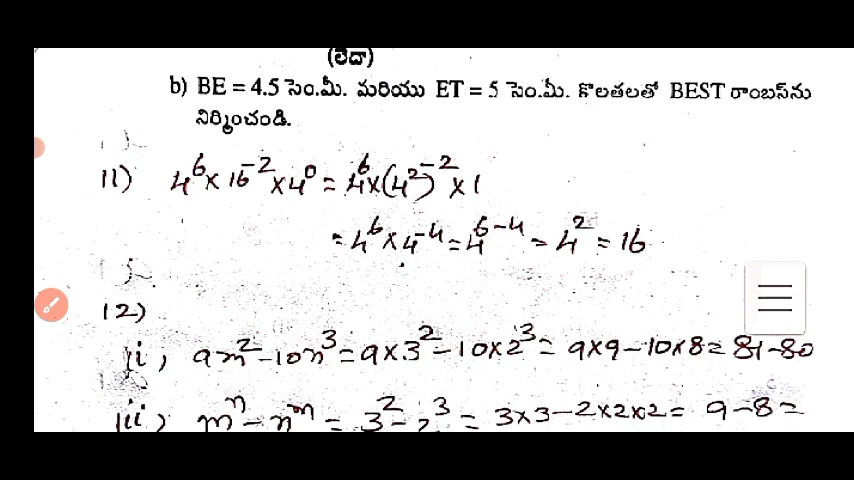 (లేదా)
b) BE = 4.5 సెం.మీ. మరియు ET = 5 సెం.మీ. కొలతలతో BEST రాంబస్‌ను
నిర్మించండి.
11) 4⁶ × 16⁻² × 4⁰ = 4⁶ × (4²)⁻² × 1
= 4⁶ × 4⁻⁴ = 4⁶⁻⁴ = 4² = 16
12)
i) 9m² - 10n³ = 9 × 3² - 10 × 2³ = 9 × 9 - 10 × 8 = 81 - 80
iii) mⁿ - nᵐ = 3² - 2³ = 3 × 3 - 2 × 2 × 2 = 9 - 8 =